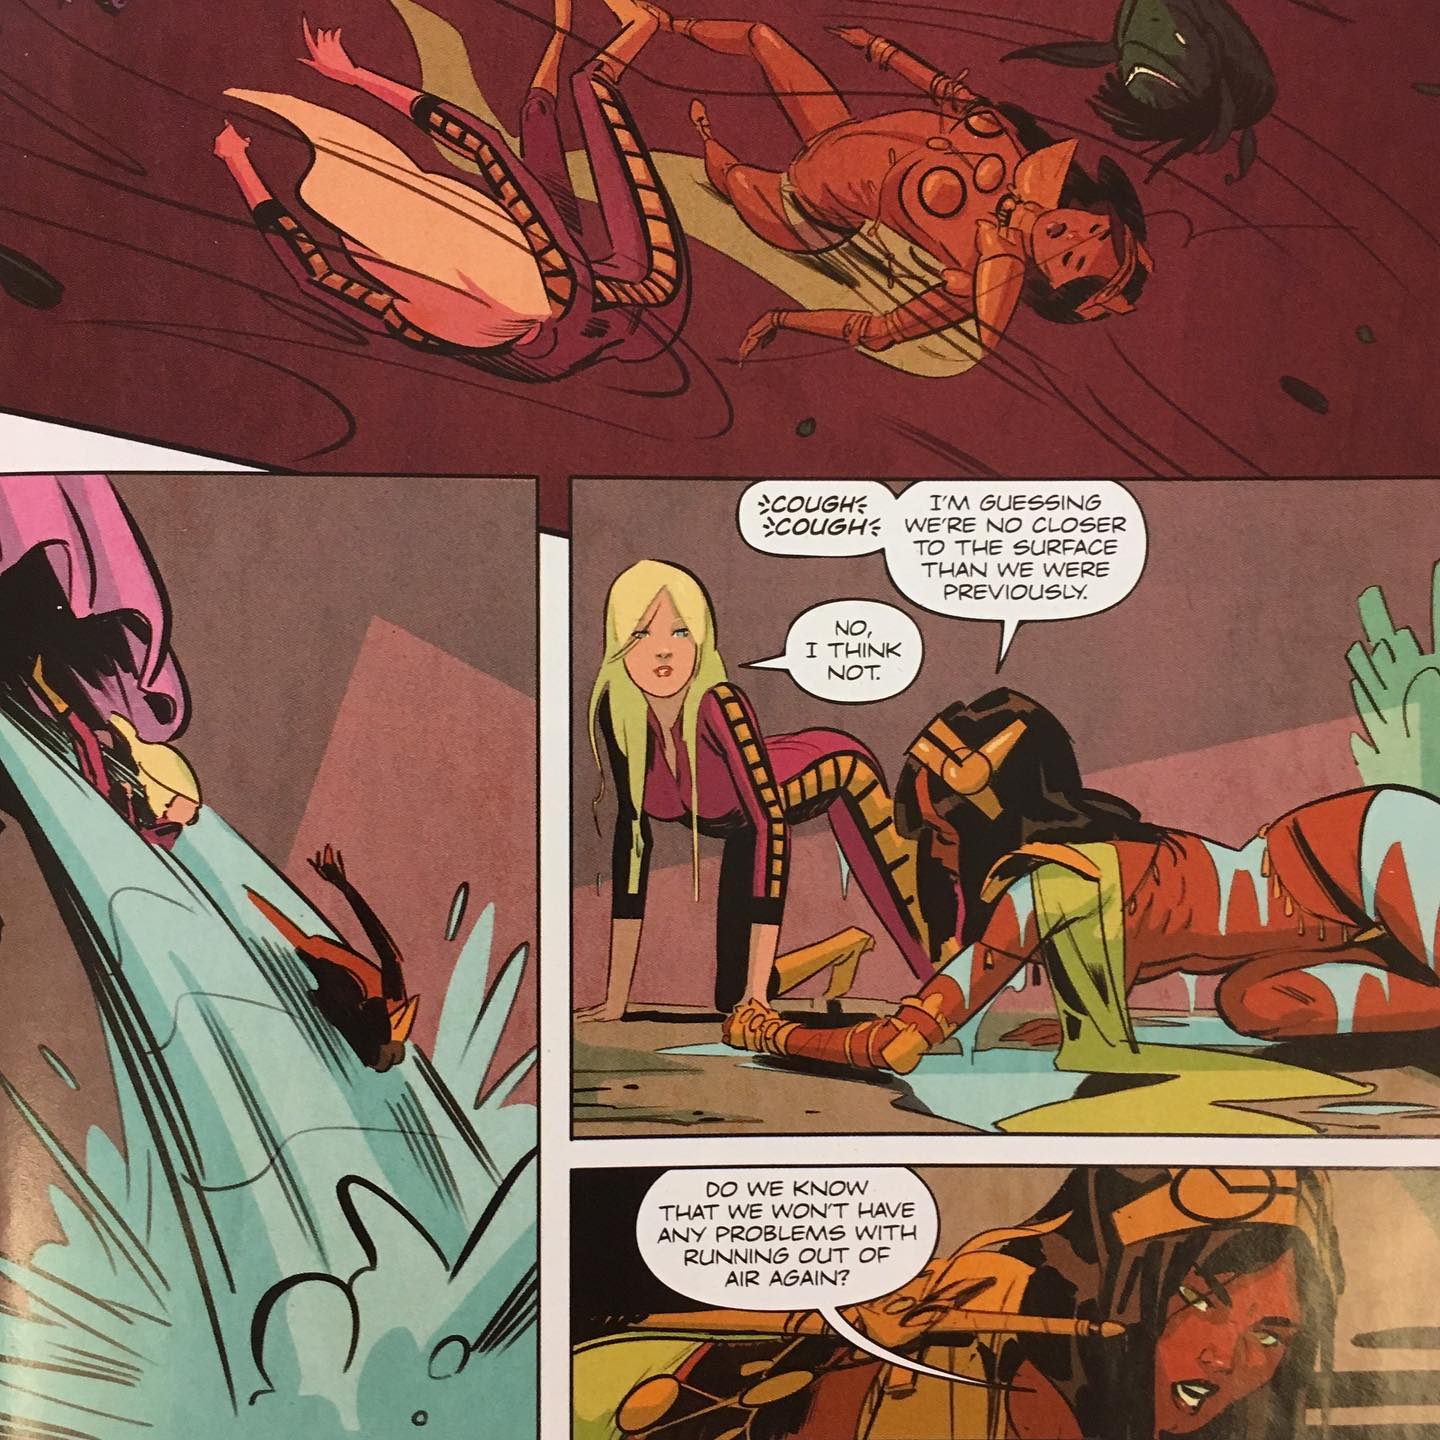 COUGH
COUGH
I'M GUESSING
WE'RE NO CLOSER
TO THE SURFACE
THAN WE WERE
PREVIOUSLY.
NO,
I THINK
NOT.
DO WE KNOW
THAT WE WON'T HAVE
ANY PROBLEMS WITH
RUNNING OUT OF
AIR AGAIN?